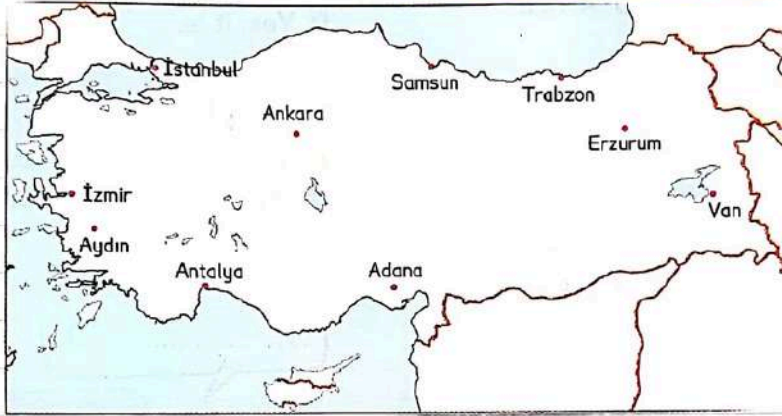 İstanbul
Samsun
Trabzon
Ankara
Erzurum
İzmir
Van
Aydın
Antalya
Adana